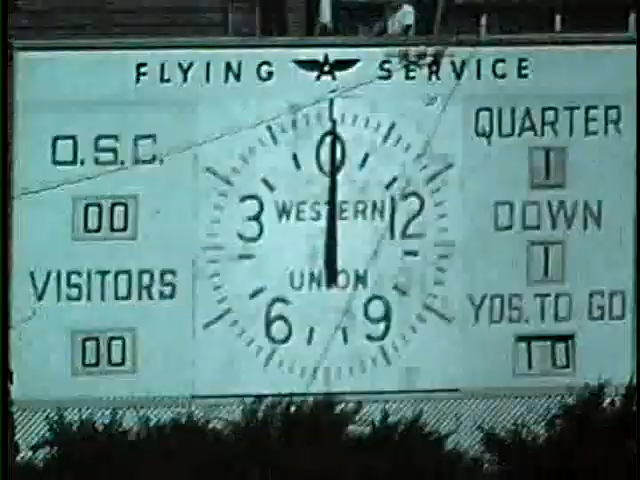 FLYING SERVICE
O.S.C.
00
VISITORS
00
0
3
WESTERN
12
UNION
6
9
QUARTER
1
DOWN
1
YDS. TO GO
10